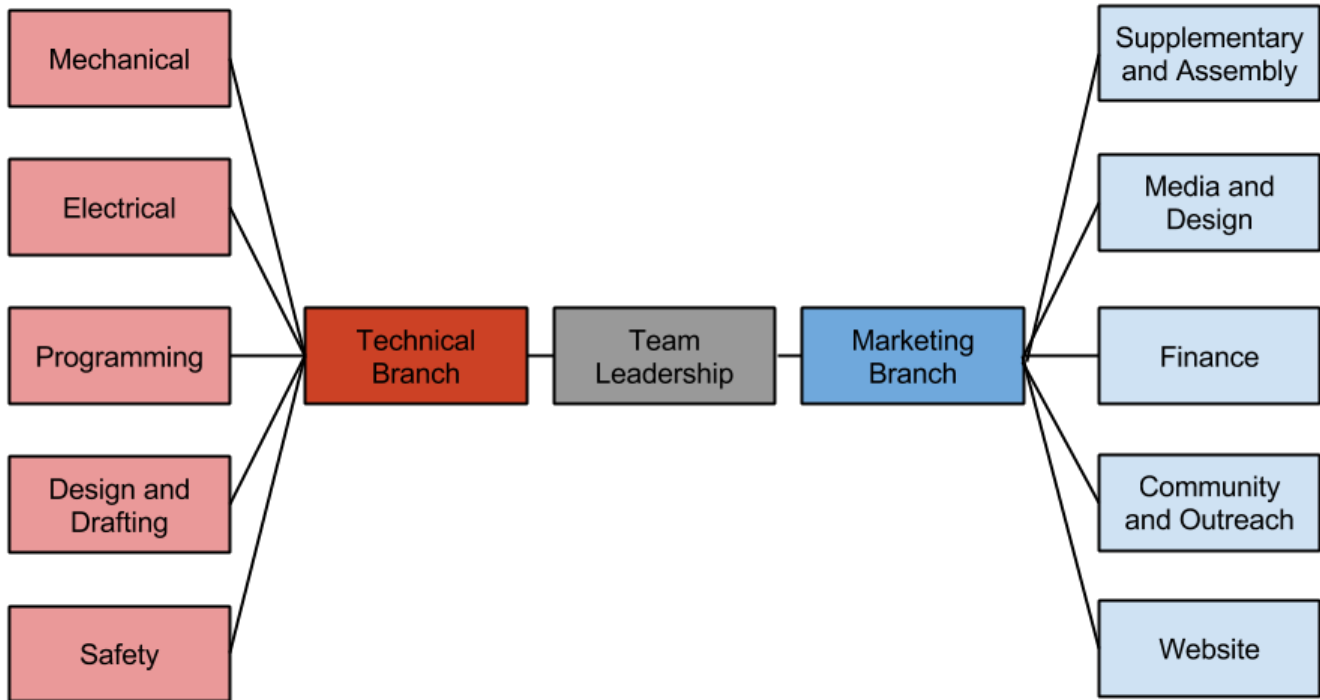 Mechanical
Electrical
Programming
Design and
Drafting
Safety
Technical
Branch
Team
Leadership
Marketing
Branch
Supplementary
and Assembly
Media and
Design
Finance
Community
and Outreach
Website